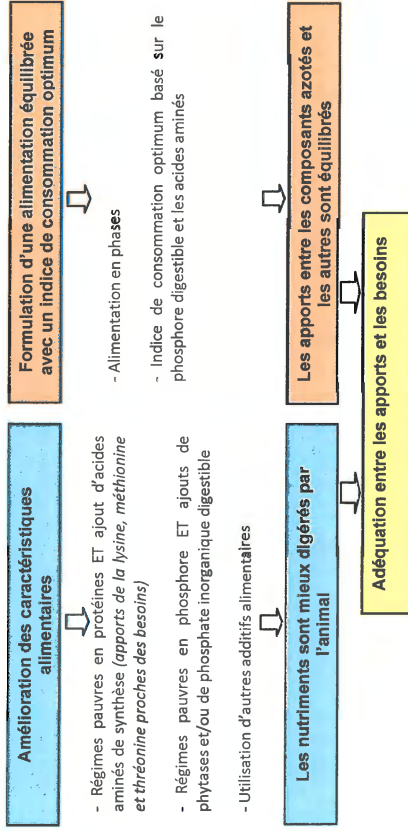 Amélioration des caractéristiques
alimentaires
- Régimes pauvres en protéines ET ajout d'acides
aminés de synthèse (apports de la lysine, méthionine
et thréonine proches des besoins)
- Régimes pauvres en phosphore ET ajouts de
phytases et/ou de phosphate inorganique digestible
- Utilisation d'autres additifs alimentaires
Les nutriments sont mieux digérés par
l'animal
Formulation d'une alimentation équilibrée
avec un indice de consommation optimum
- Alimentation en phases
- Indice de consommation optimum basé sur le
phosphore digestible et les acides aminés
Les apports entre les composants azotés et
les autres sont équilibrés
Adéquation entre les apports et les besoins